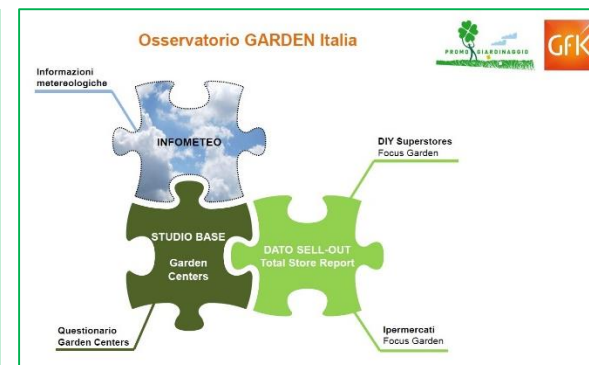 Osservatorio GARDEN Italia
PROMO GIARDINAGGIO
GfK
Informazioni
metereologiche
INFOMETEO
DIY Superstores
Focus Garden
STUDIO BASE
Garden
Centers
DATO SELL-OUT
Total Store Report
Questionario
Garden Centers
Ipermercati
Focus Garden